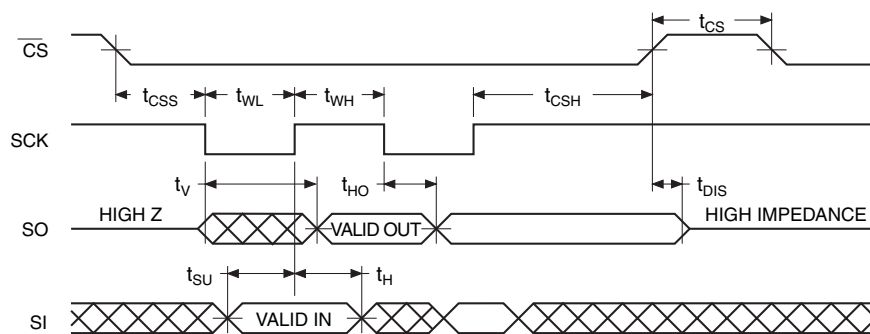 t_CS
C̅S̅
t_CSS t_WL t_WH t_CSH
SCK
t_V t_HO t_DIS
HIGH Z VALID OUT HIGH IMPEDANCE
SO
t_SU t_H
SI VALID IN